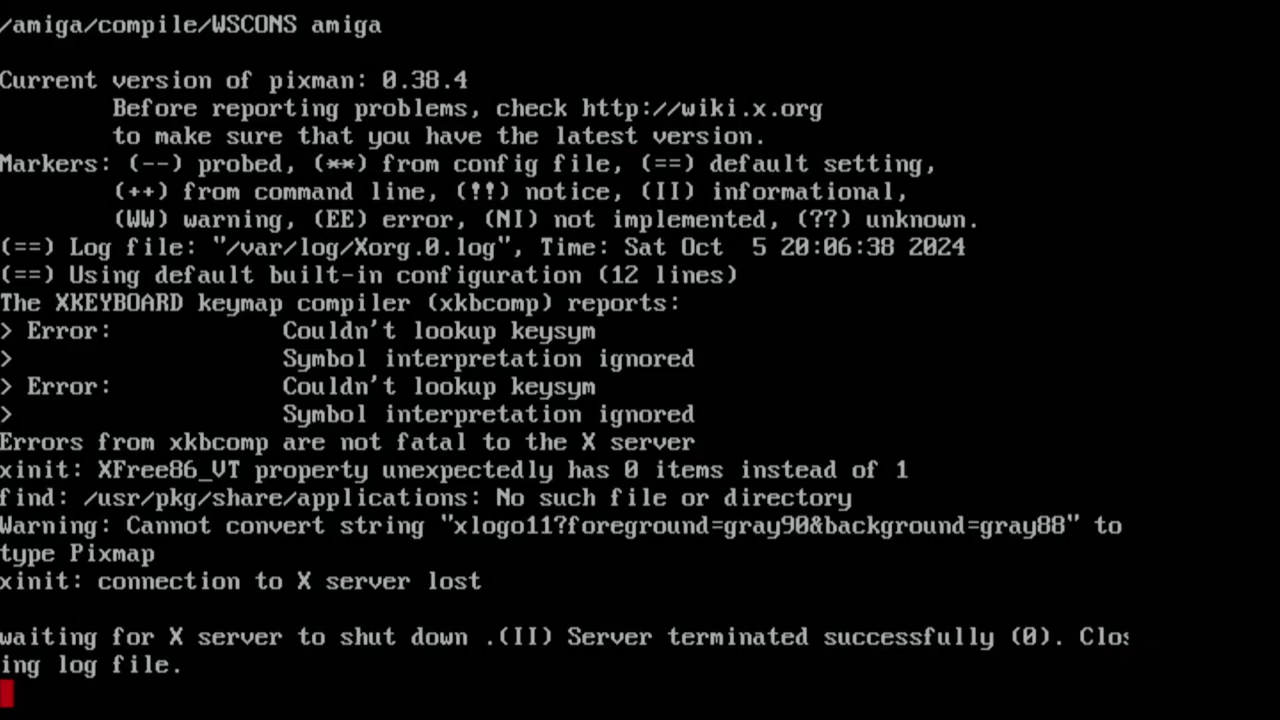 /amiga/compile/WSCONS amiga
Current version of pixman: 0.38.4
Before reporting problems, check http://wiki.x.org
to make sure that you have the latest version.
Markers: (--) probed, (**) from config file, (==) default setting,
(++) from command line, (!!) notice, (II) informational,
(WW) warning, (EE) error, (NI) not implemented, (??) unknown.
(==) Log file: "/var/log/Xorg.0.log", Time: Sat Oct  5 20:06:38 2024
(==) Using default built-in configuration (12 lines)
The XKEYBOARD keymap compiler (xkbcomp) reports:
> Error:            Couldn't lookup keysym
>                   Symbol interpretation ignored
> Error:            Couldn't lookup keysym
>                   Symbol interpretation ignored
Errors from xkbcomp are not fatal to the X server
xinit: XFree86_VT property unexpectedly has 0 items instead of 1
find: /usr/pkg/share/applications: No such file or directory
Warning: Cannot convert string "xlogo11?foreground=gray90&background=gray88" to
type Pixmap
xinit: connection to X server lost
waiting for X server to shut down .(II) Server terminated successfully (0). Clos
ing log file.